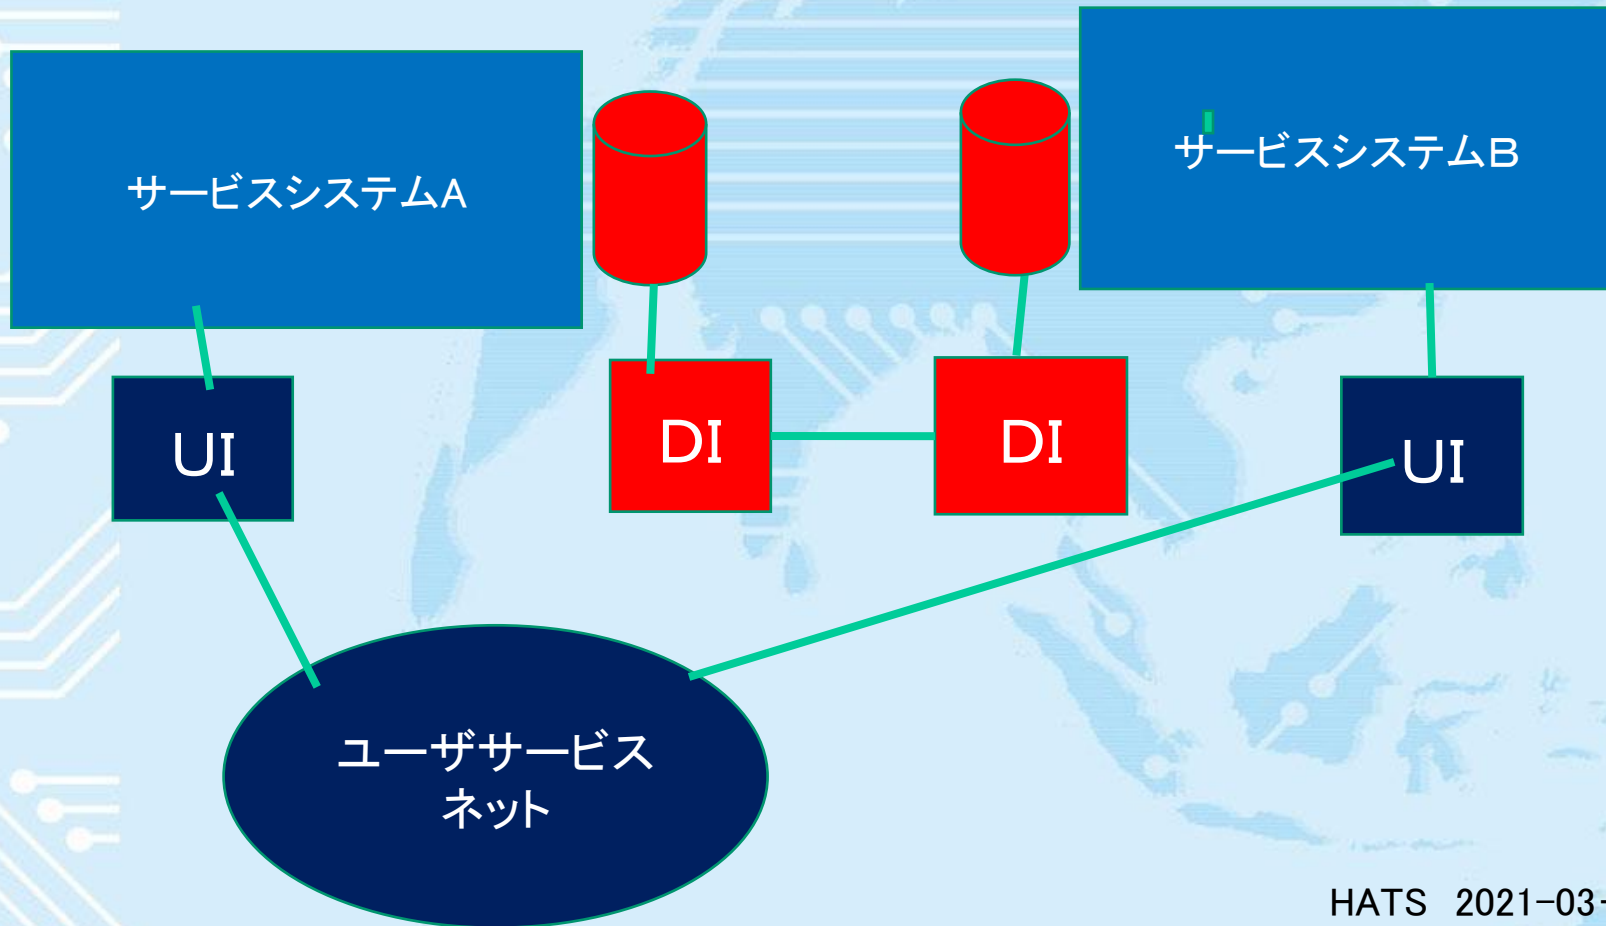 サービスシステムA
サービスシステムB
UI
DI
DI
UI
ユーザサービス
ネット
HATS 2021-03-